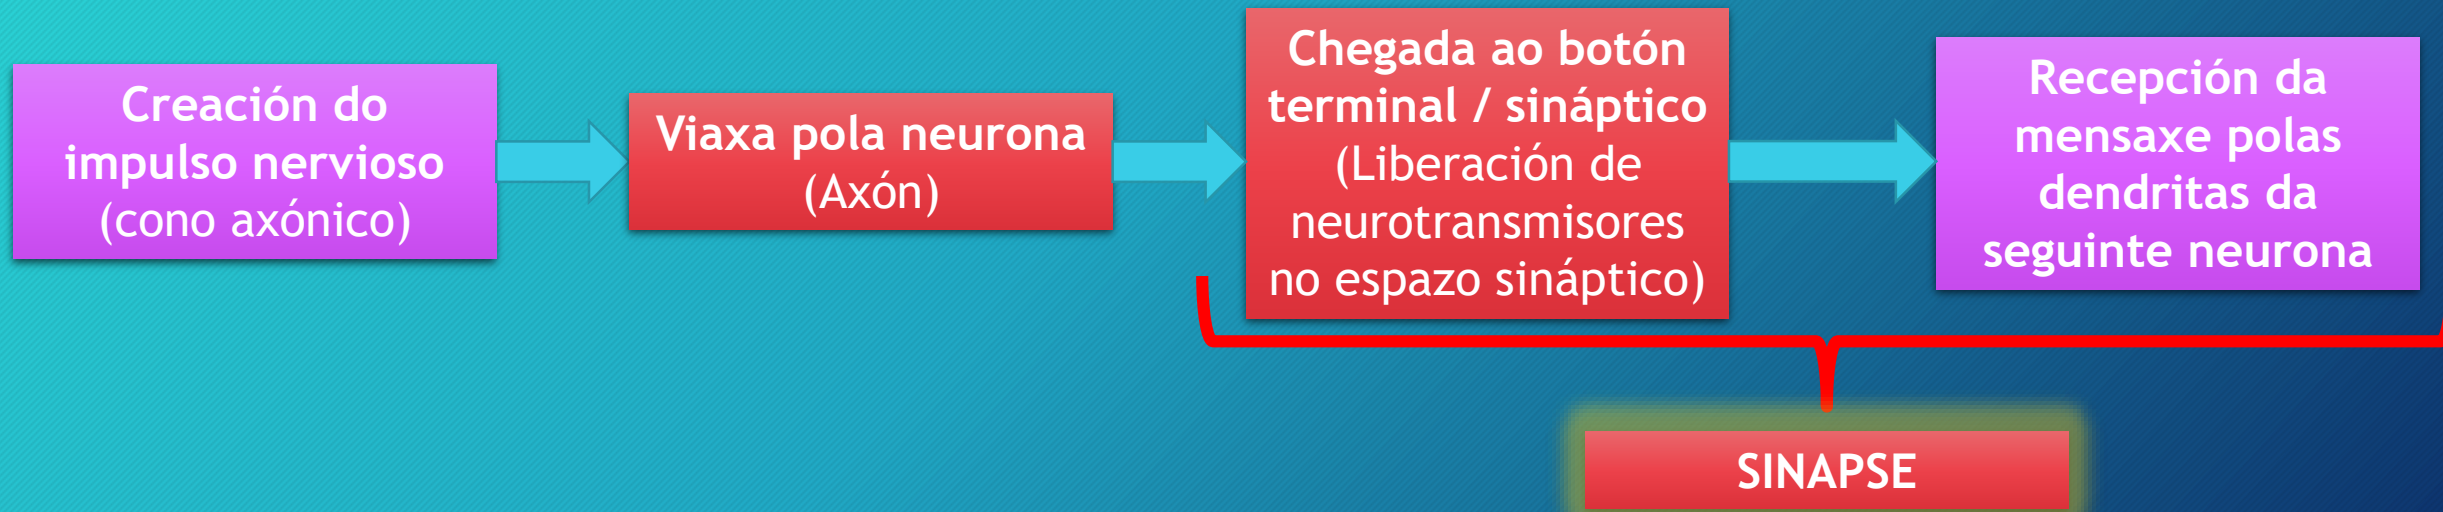 Creación do
impulso nervioso
(cono axónico)
Viaxa pola neurona
(Axón)
Chegada ao botón
terminal / sináptico
(Liberación de
neurotransmisores
no espazo sináptico)
Recepción da
mensaxe polas
dendritas da
seguinte neurona
SINAPSE